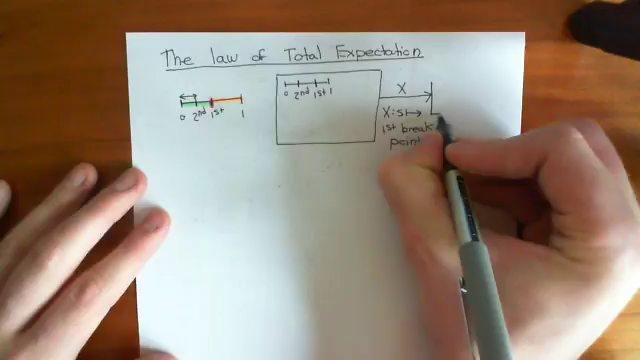 The law of Total Expectation
0 2nd 1st 1
0 2nd 1st 1
X
X: s ↦
1st break
point